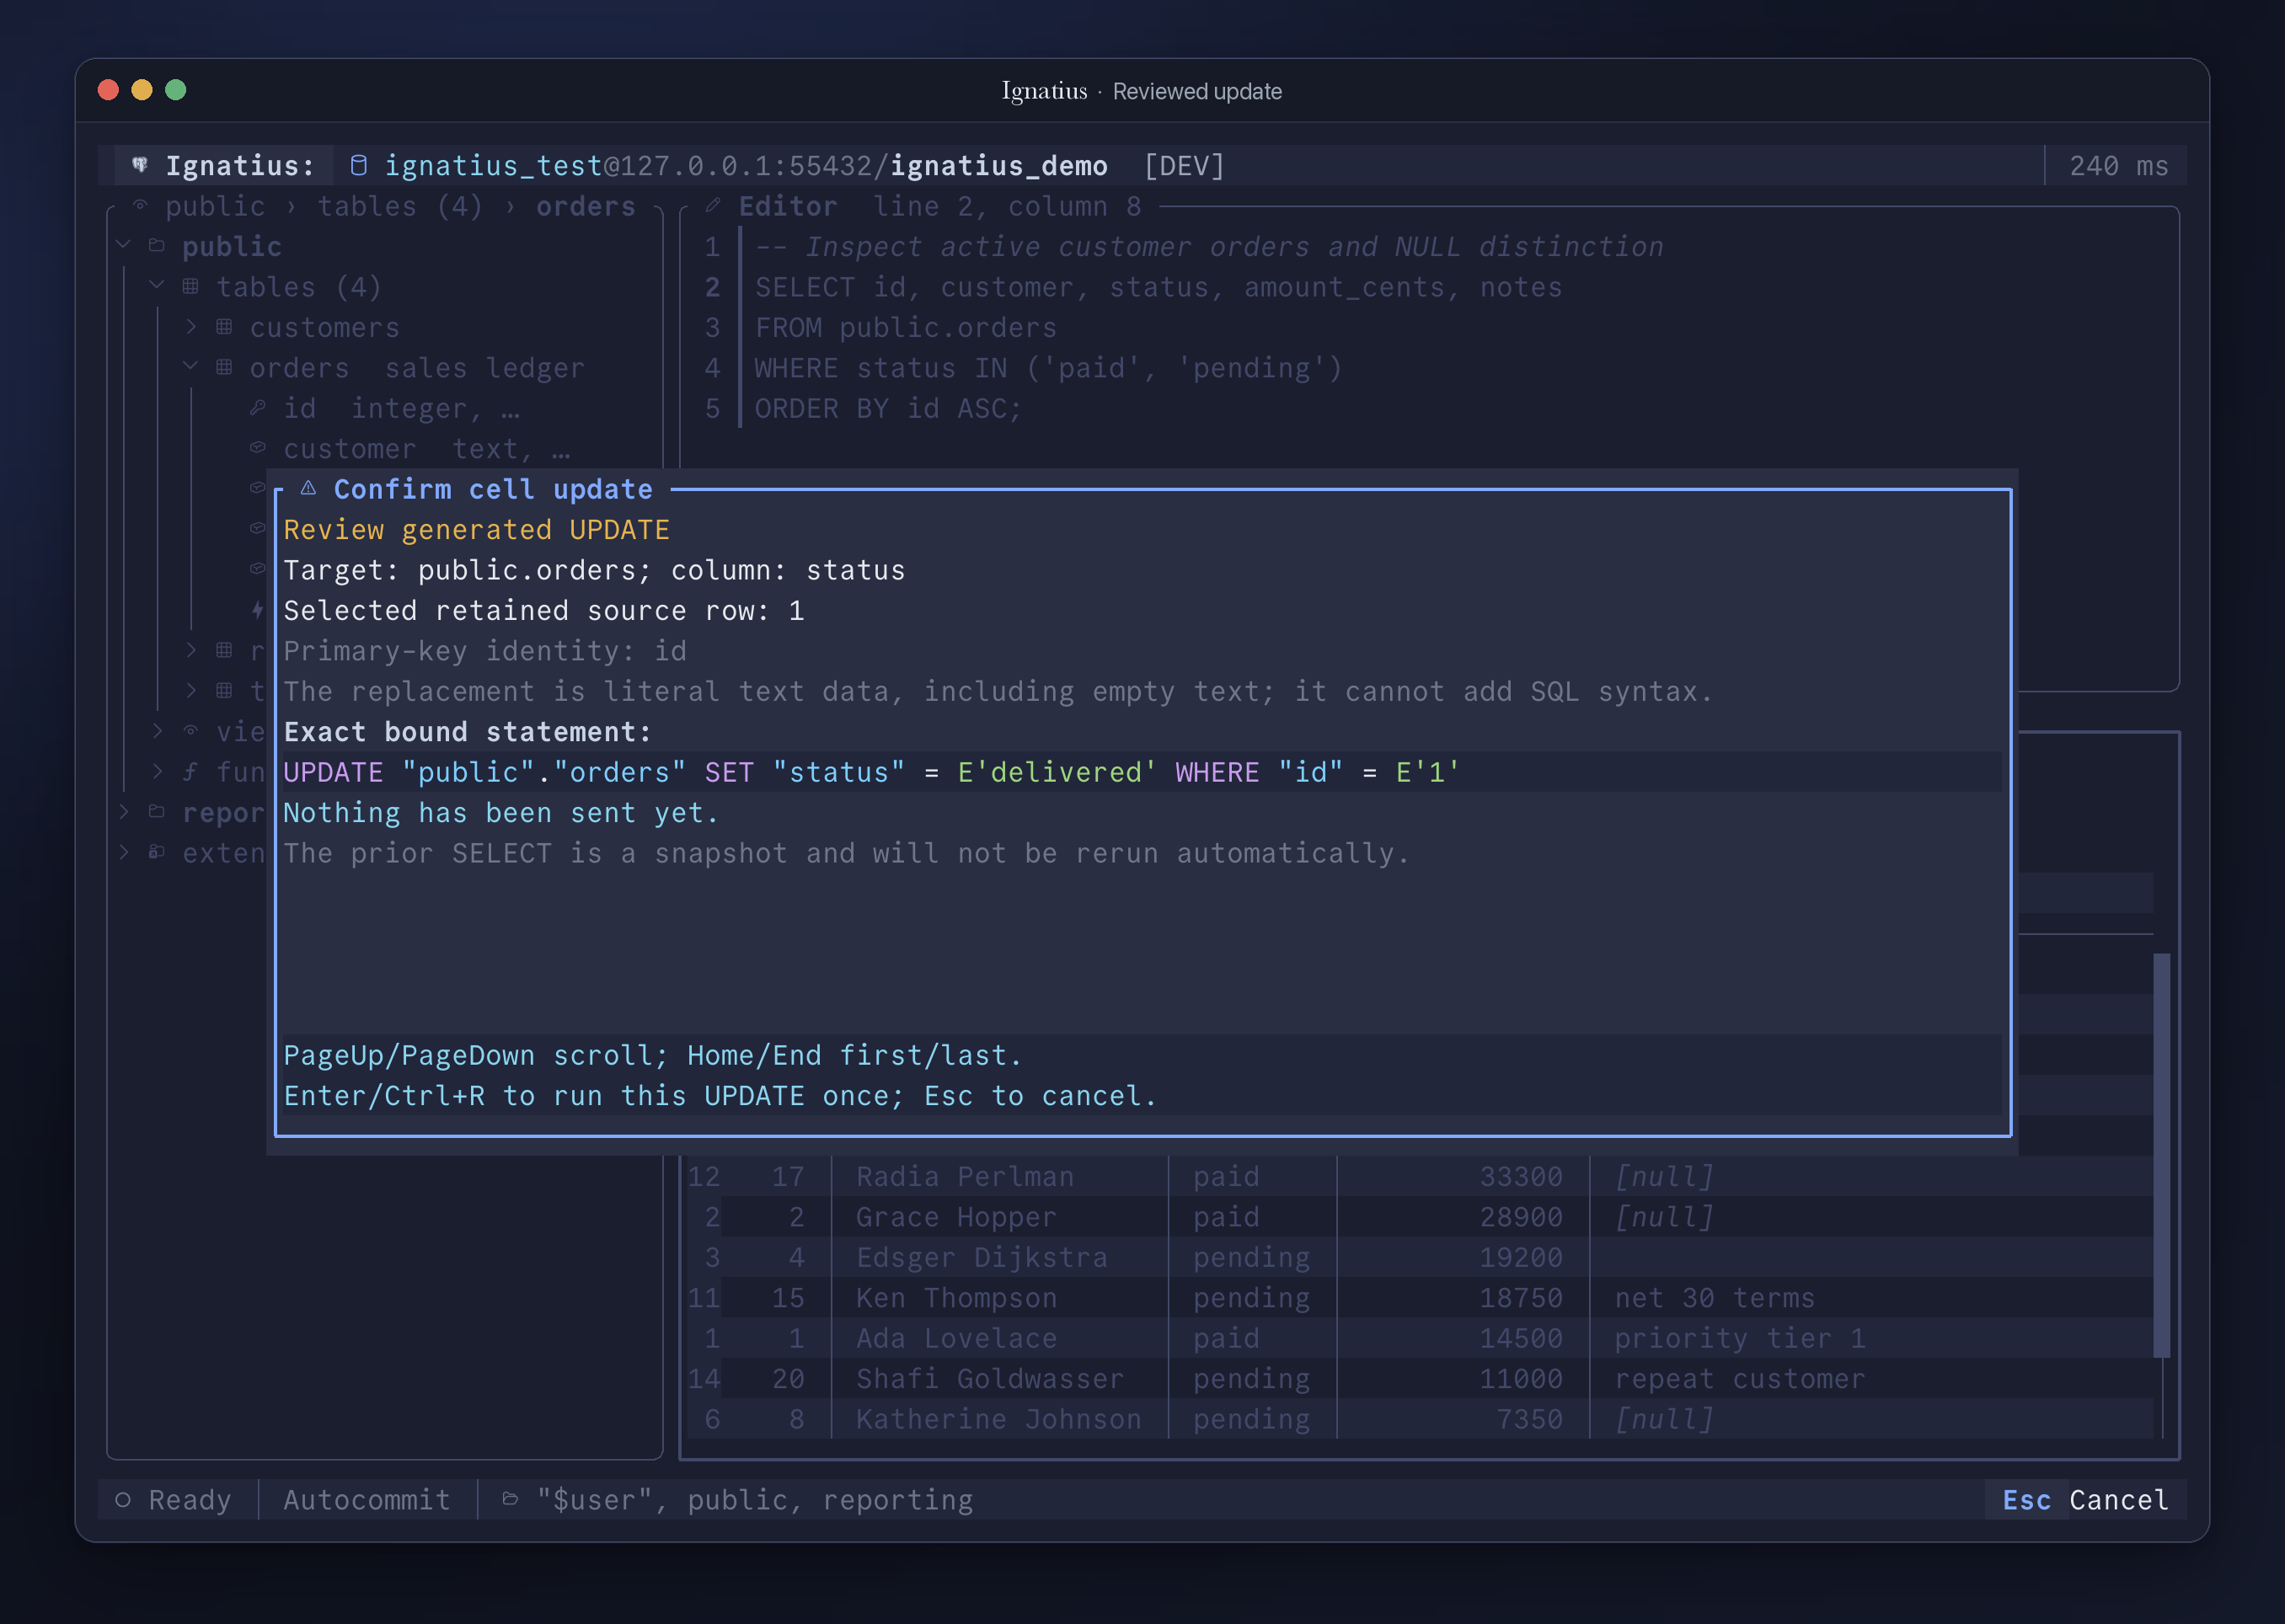 Ignatius · Reviewed update
Ignatius: ignatius_test@127.0.0.1:55432/ignatius_demo [DEV] 240 ms
public › tables (4) › orders
public
tables (4)
customers
orders sales ledger
id integer, …
customer text, …
r
t
vie
fun
repor
exten
Editor line 2, column 8
1 -- Inspect active customer orders and NULL distinction
2 SELECT id, customer, status, amount_cents, notes
3 FROM public.orders
4 WHERE status IN ('paid', 'pending')
5 ORDER BY id ASC;
Confirm cell update
Review generated UPDATE
Target: public.orders; column: status
Selected retained source row: 1
Primary-key identity: id
The replacement is literal text data, including empty text; it cannot add SQL syntax.
Exact bound statement:
UPDATE "public"."orders" SET "status" = E'delivered' WHERE "id" = E'1'
Nothing has been sent yet.
The prior SELECT is a snapshot and will not be rerun automatically.
PageUp/PageDown scroll; Home/End first/last.
Enter/Ctrl+R to run this UPDATE once; Esc to cancel.
12 17 Radia Perlman paid 33300 [null]
2 2 Grace Hopper paid 28900 [null]
3 4 Edsger Dijkstra pending 19200
11 15 Ken Thompson pending 18750 net 30 terms
1 1 Ada Lovelace paid 14500 priority tier 1
14 20 Shafi Goldwasser pending 11000 repeat customer
6 8 Katherine Johnson pending 7350 [null]
Ready Autocommit "$user", public, reporting Esc Cancel